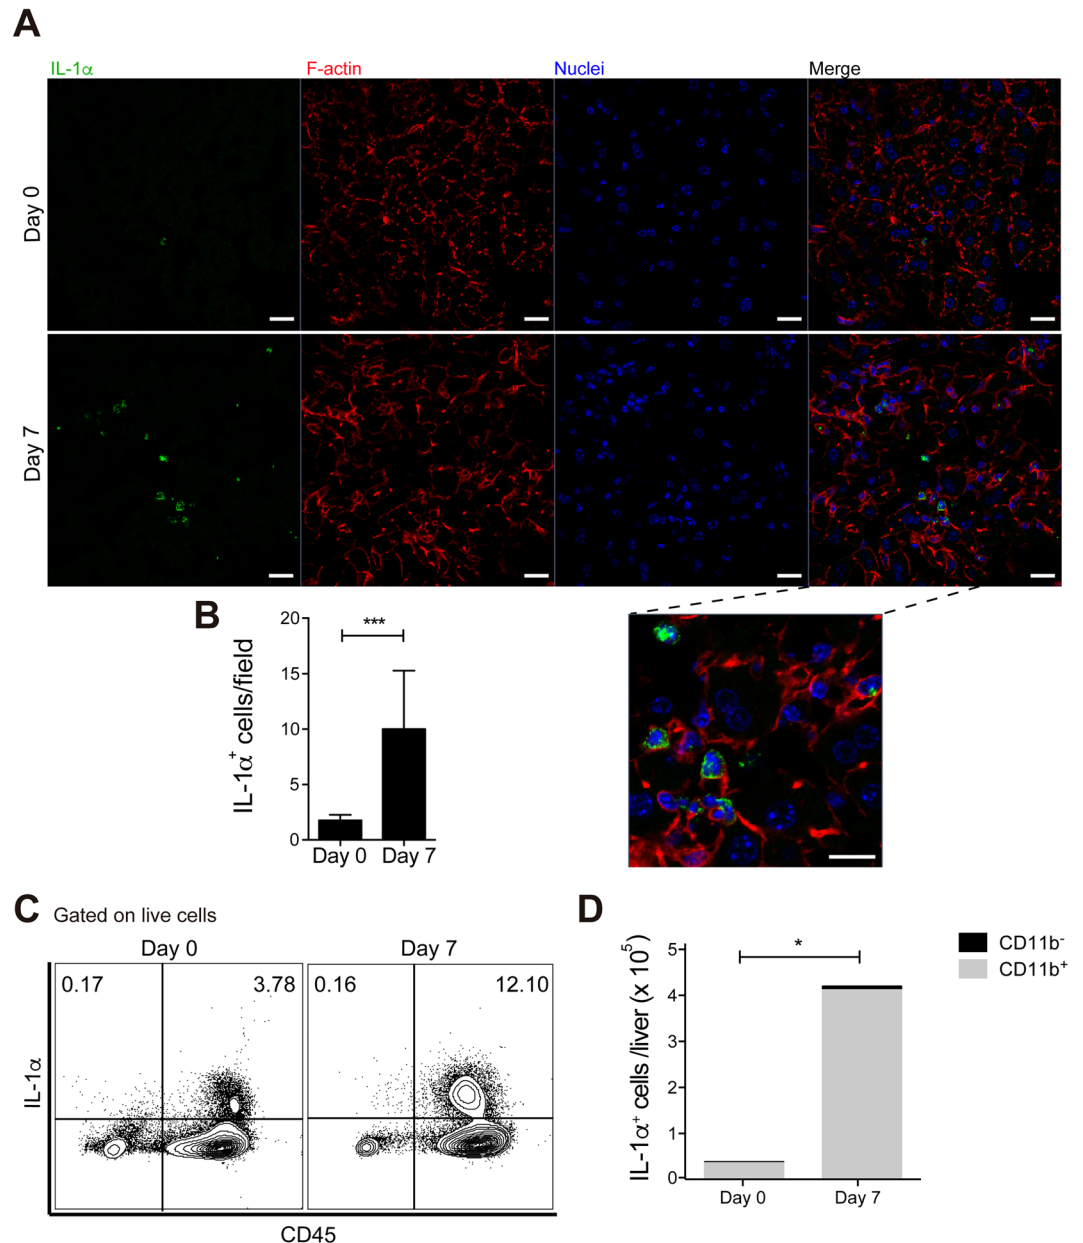 A
IL-1α F-actin Nuclei Merge
Day 0
Day 7
B
IL-1α⁺ cells/field
20
15
10
5
0
***
Day 0 Day 7
C Gated on live cells
Day 0 Day 7
0.17 3.78 0.16 12.10
IL-1α
CD45
D
IL-1α⁺ cells /liver (x 10⁵)
5
4
3
2
1
0
*
Day 0 Day 7
CD11b⁻
CD11b⁺